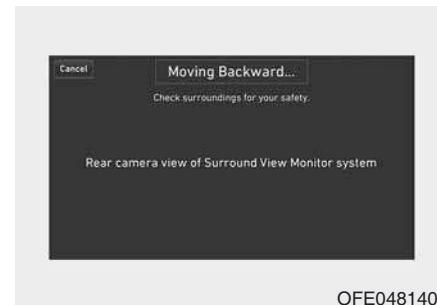 Cancel
Moving Backward...
Check surroundings for your safety.
Rear camera view of Surround View Monitor system
OFE048140